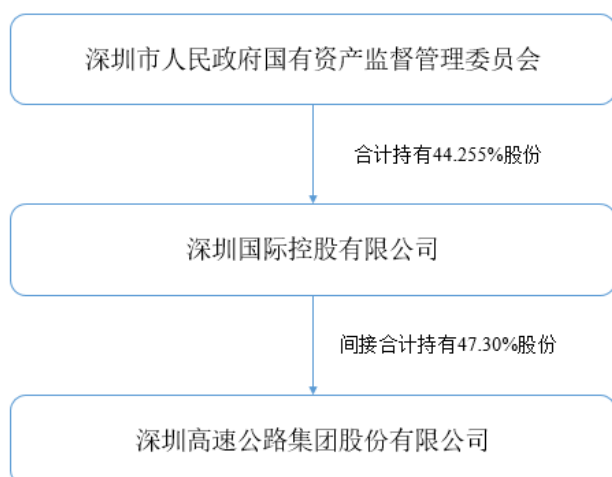 深圳市人民政府国有资产监督管理委员会
合计持有44.255%股份
深圳国际控股有限公司
间接合计持有47.30%股份
深圳高速公路集团股份有限公司